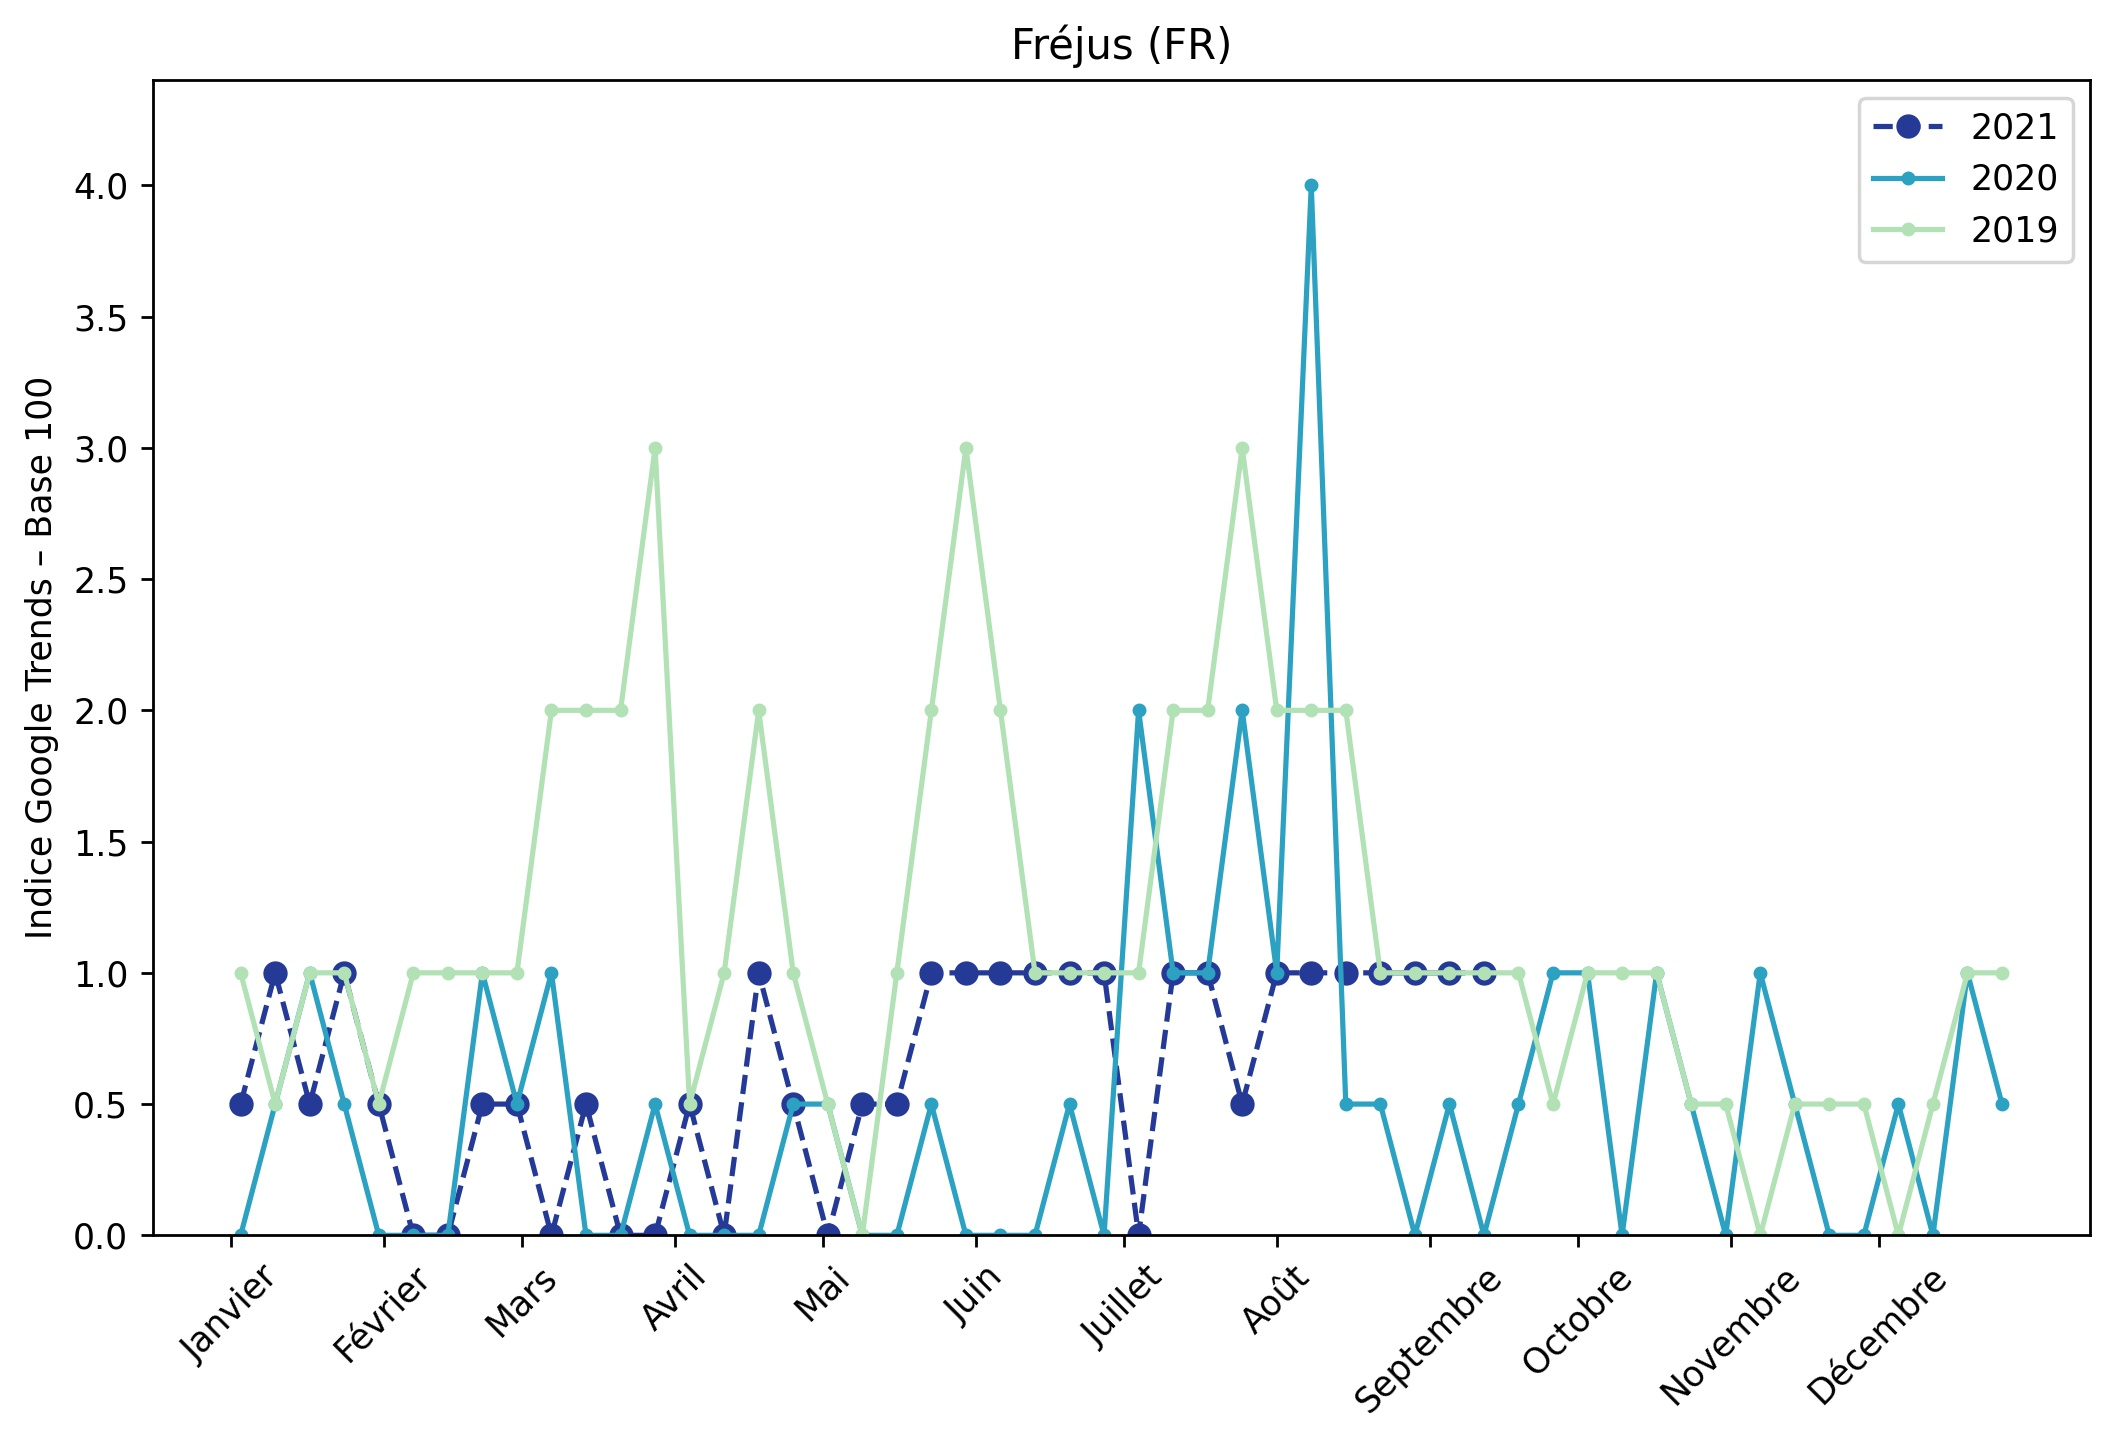 Fréjus (FR)
2021
2020
2019
Indice Google Trends – Base 100
4.0
3.5
3.0
2.5
2.0
1.5
1.0
0.5
0.0
Janvier
Février
Mars
Avril
Mai
Juin
Juillet
Août
Septembre
Octobre
Novembre
Décembre